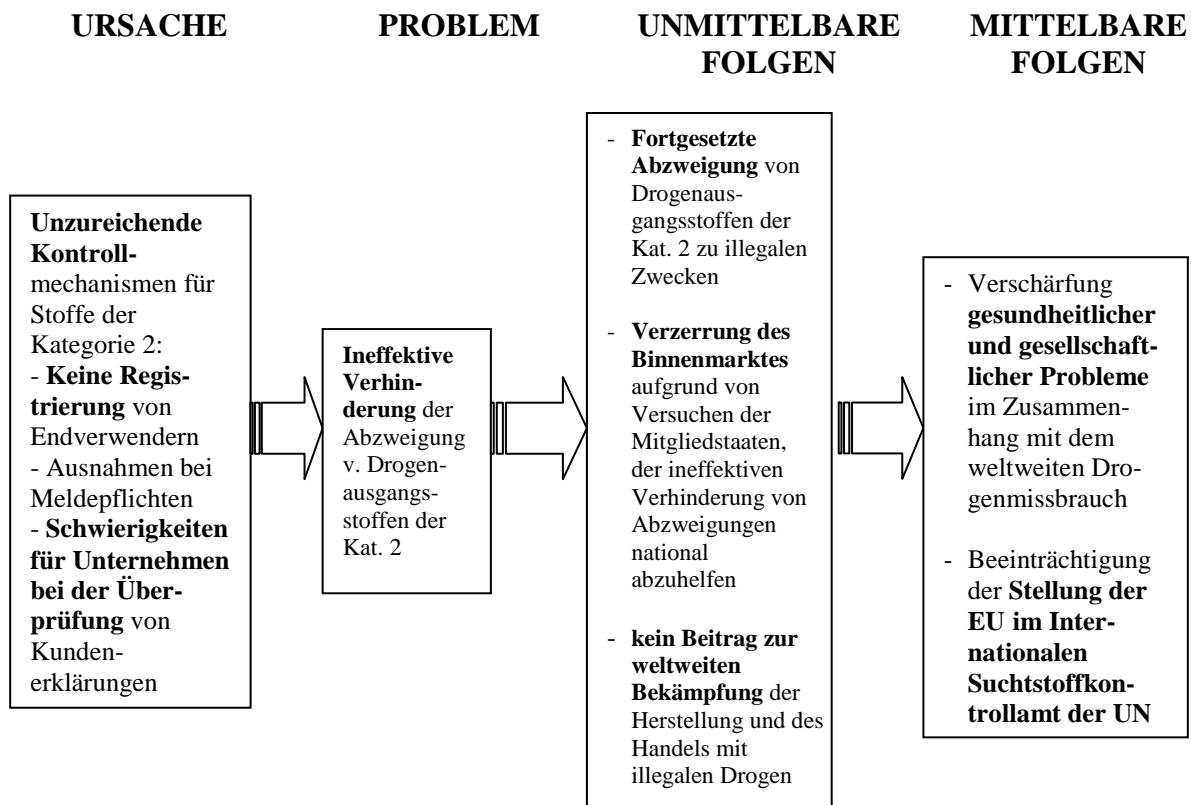 URSACHE
PROBLEM
UNMITTELBARE
FOLGEN
MITTELBARE
FOLGEN
Unzureichende
Kontroll-
mechanismen für
Stoffe der
Kategorie 2:
- Keine Regis-
trierung von
Endverwendern
- Ausnahmen bei
Meldepflichten
- Schwierigkeiten
für Unternehmen
bei der Über-
prüfung von
Kunden-
erklärungen
Ineffektive
Verhin-
derung der
Abzweigung
v. Drogen-
ausgangs-
stoffen der
Kat. 2
- Fortgesetzte
Abzweigung von
Drogenaus-
gangsstoffen der
Kat. 2 zu illegalen
Zwecken
- Verzerrung des
Binnenmarktes
aufgrund von
Versuchen der
Mitgliedstaaten,
der ineffektiven
Verhinderung von
Abzweigungen
national
abzuhelfen
- kein Beitrag zur
weltweiten
Bekämpfung der
Herstellung und des
Handels mit
illegalen Drogen
- Verschärfung
gesundheitlicher
und gesellschaft-
licher Probleme
im Zusammen-
hang mit dem
weltweiten Dro-
genmissbrauch
- Beeinträchtigung
der Stellung der
EU im Inter-
nationalen
Suchtstoffkon-
trollamt der UN